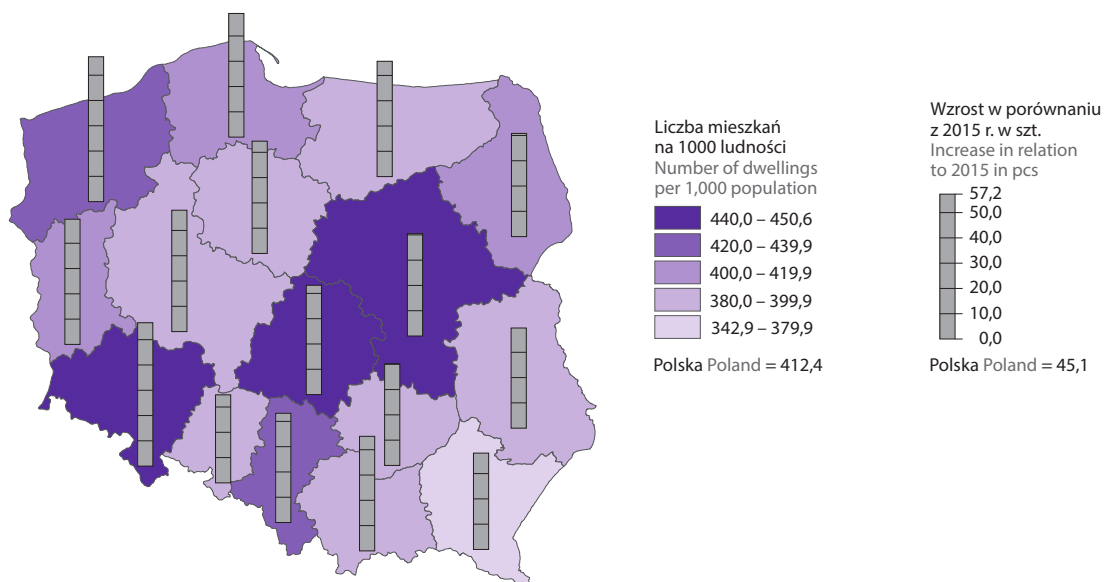 Liczba mieszkań
na 1000 ludności
Number of dwellings
per 1,000 population
440,0 – 450,6
420,0 – 439,9
400,0 – 419,9
380,0 – 399,9
342,9 – 379,9
Polska Poland = 412,4
Wzrost w porównaniu
z 2015 r. w szt.
Increase in relation
to 2015 in pcs
57,2
50,0
40,0
30,0
20,0
10,0
0,0
Polska Poland = 45,1